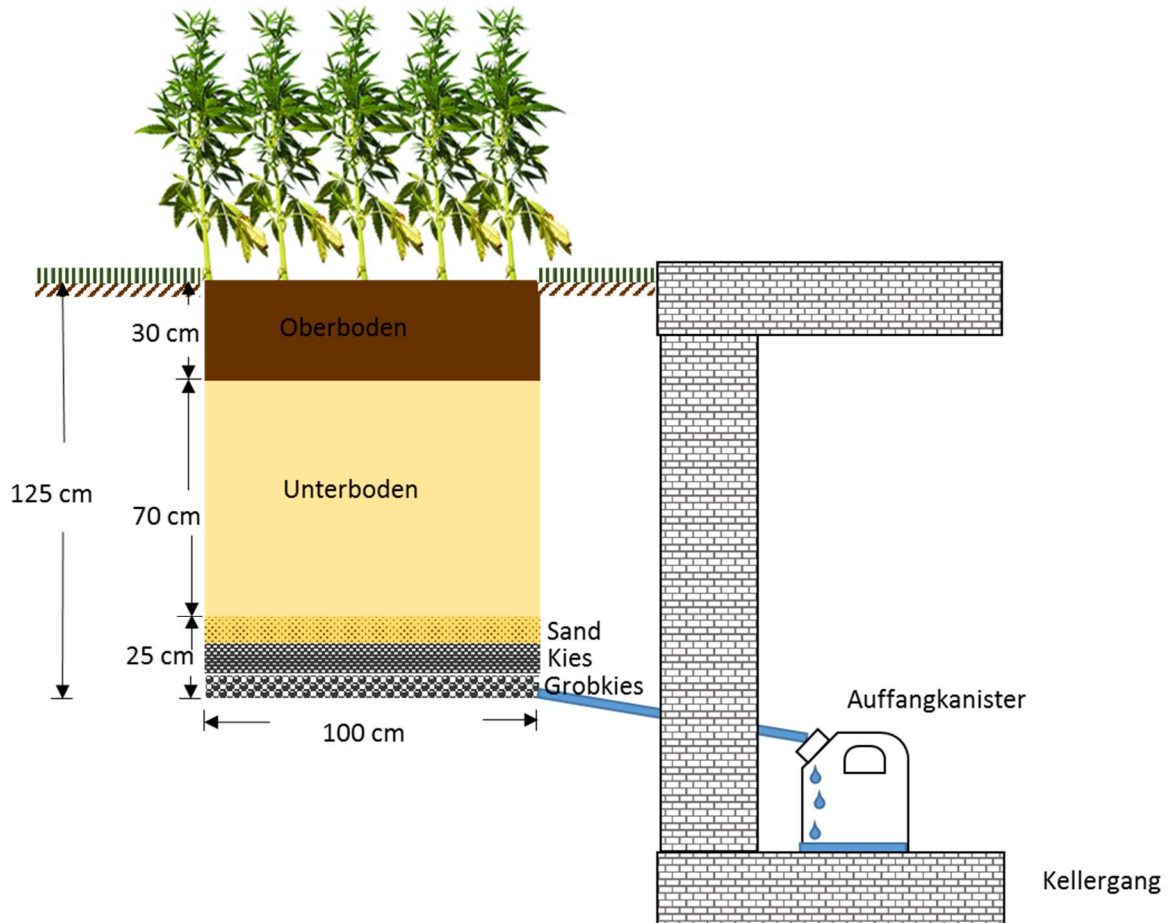 30 cm
Oberboden
125 cm
Unterboden
70 cm
25 cm
Sand
Kies
Grobkies
100 cm
Auffangkanister
Kellergang